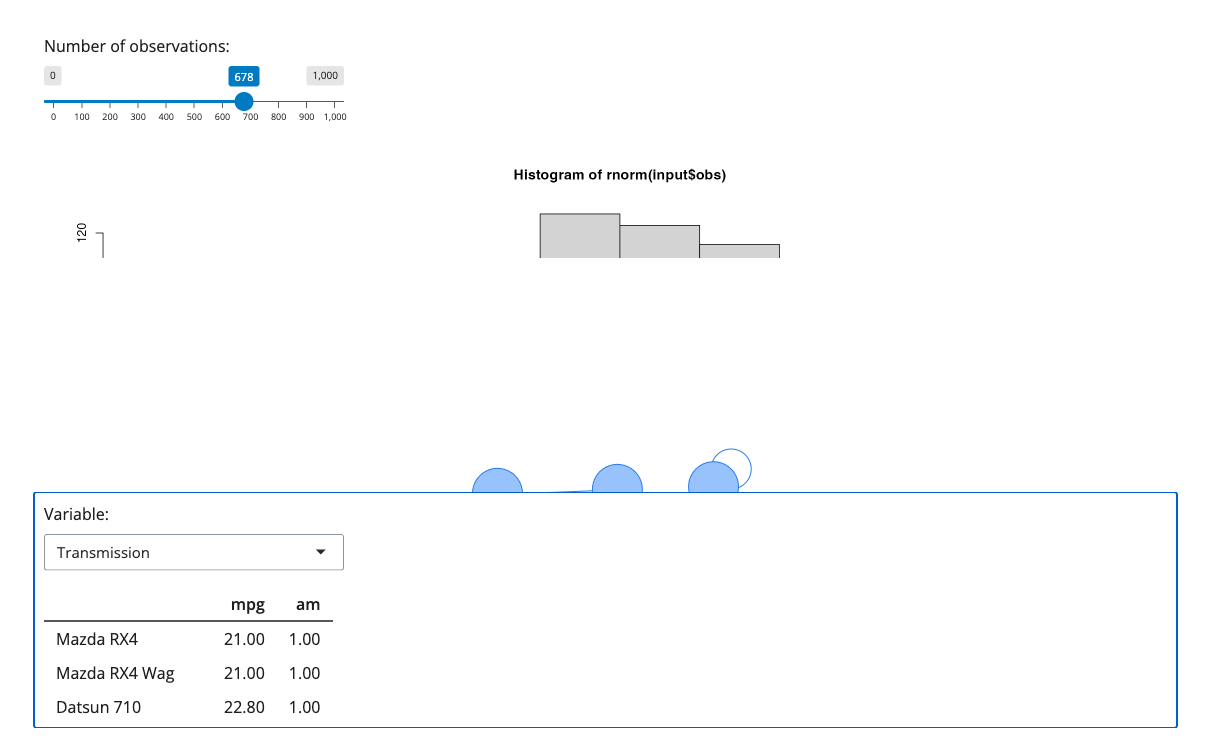 Number of observations:
0 678 1,000
0 100 200 300 400 500 600 700 800 900 1,000
Histogram of rnorm(input$obs)
120
Variable:
Transmission
mpg am
Mazda RX4 21.00 1.00
Mazda RX4 Wag 21.00 1.00
Datsun 710 22.80 1.00